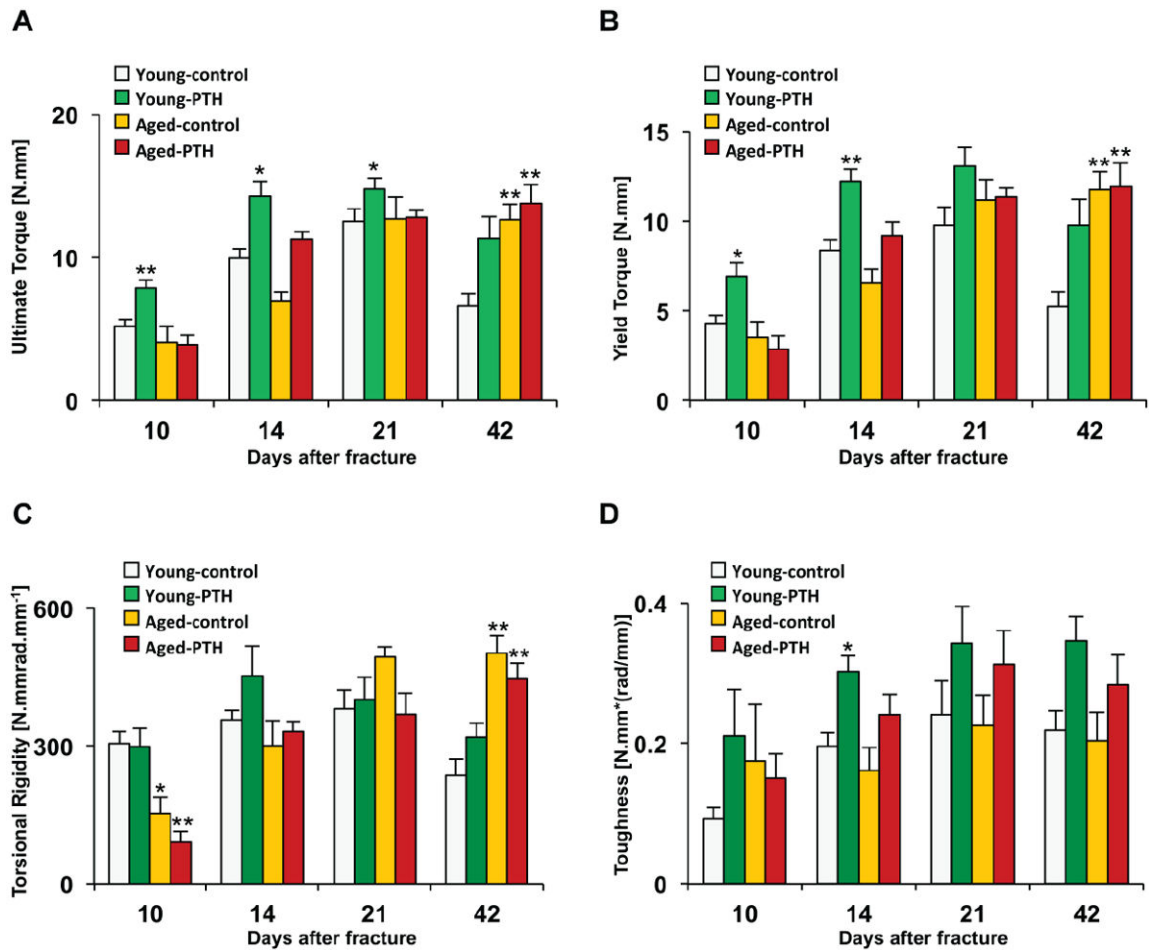 A
Young-control
Young-PTH
Aged-control
Aged-PTH
Ultimate Torque [N.mm]
20
10
0
**
*
*
**
**
10
14
21
42
Days after fracture
B
Young-control
Young-PTH
Aged-control
Aged-PTH
Yield Torque [N.mm]
15
10
5
0
*
**
**
**
10
14
21
42
Days after fracture
C
Young-control
Young-PTH
Aged-control
Aged-PTH
Torsional Rigidity [N.mmrad.mm⁻¹]
600
300
0
*
**
**
**
10
14
21
42
Days after fracture
D
Young-control
Young-PTH
Aged-control
Aged-PTH
Toughness [N.mm*(rad/mm)]
0.4
0.2
0
*
10
14
21
42
Days after fracture